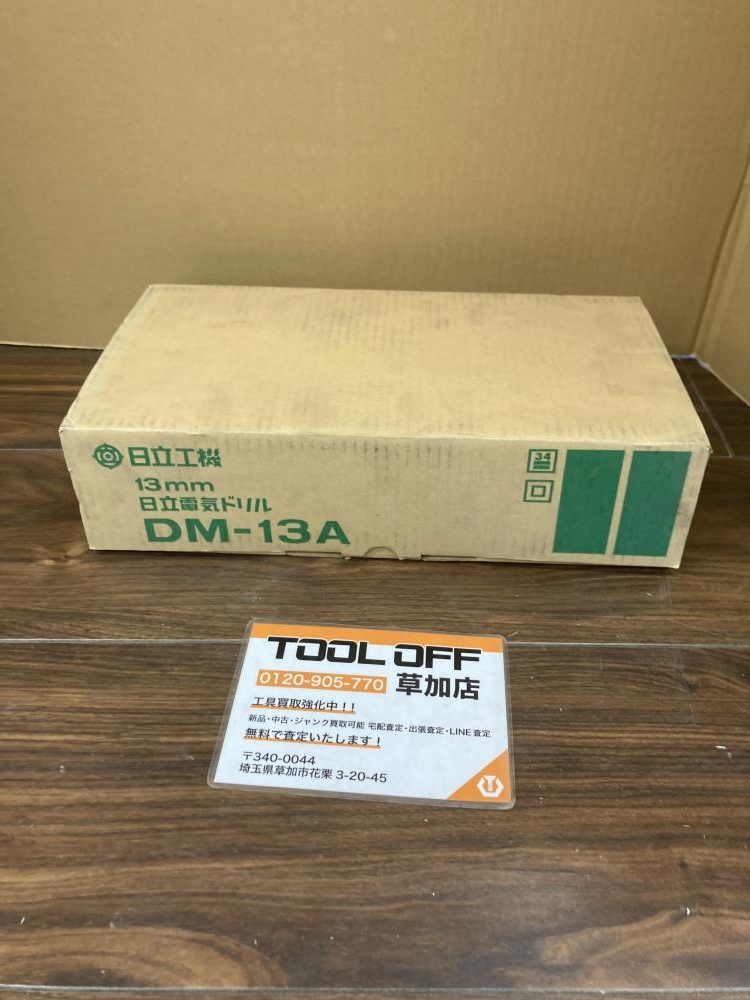 日立工機
13mm
日立電気ドリル
DM-13A
34
TOOL OFF
0120-905-770 草加店
工具買取強化中！！
新品・中古・ジャンク買取可能 宅配査定・出張査定・LINE査定
無料で査定いたします！
〒340-0044
埼玉県草加市花栗 3-20-45